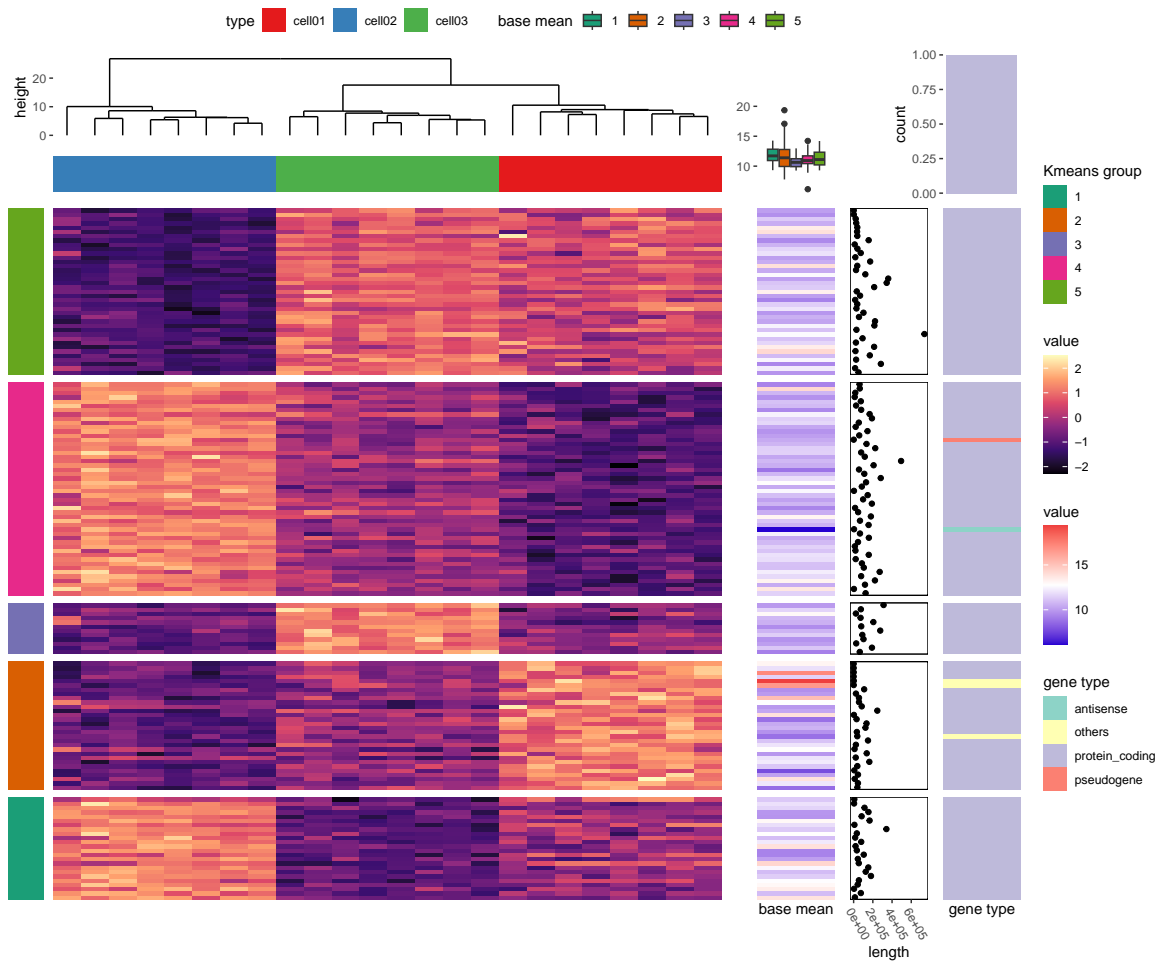 type cell01 cell02 cell03 base mean 1 2 3 4 5
height
20
10
0
20
15
10
count
1.00
0.75
0.50
0.25
0.00
Kmeans group
1
2
3
4
5
value
2
1
0
−1
−2
value
15
10
gene type
antisense
others
protein_coding
pseudogene
base mean
0e+00
2e+05
4e+05
6e+05
length
gene type